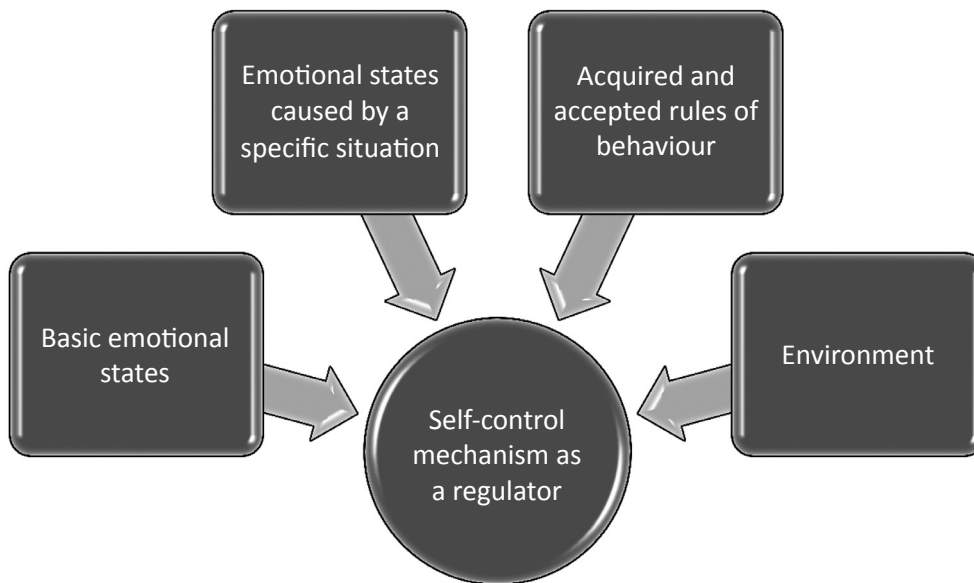 Emotional states
caused by a
specific situation
Acquired and
accepted rules of
behaviour
Basic emotional
states
Environment
Self-control
mechanism as
a regulator